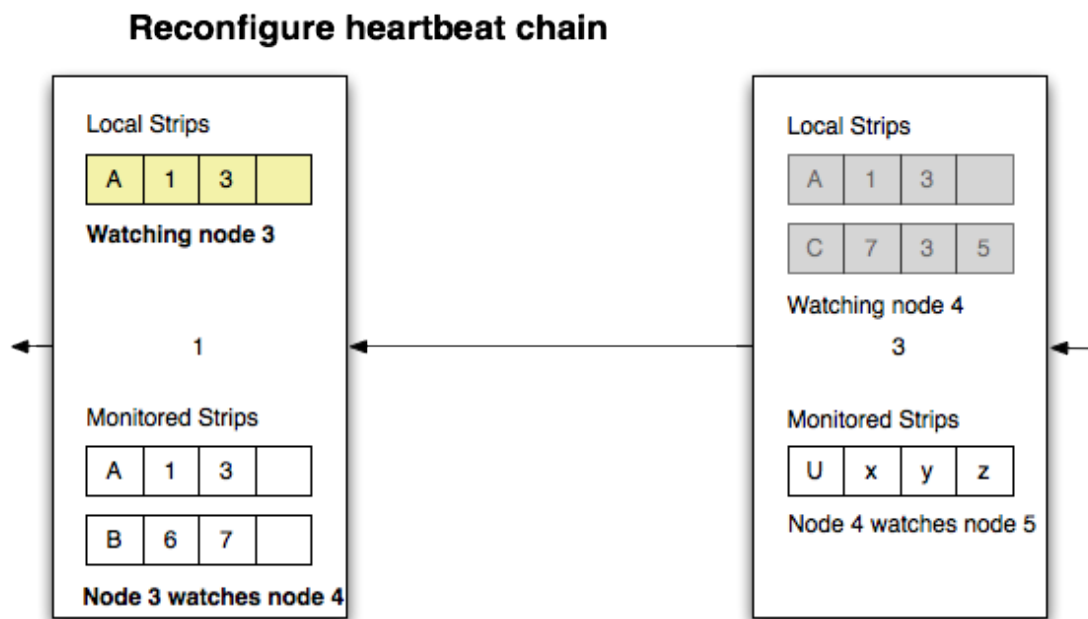 Reconfigure heartbeat chain
Local Strips
A 1 3
Watching node 3
1
Monitored Strips
A 1 3
B 6 7
Node 3 watches node 4
Local Strips
A 1 3
C 7 3 5
Watching node 4
3
Monitored Strips
U x y z
Node 4 watches node 5